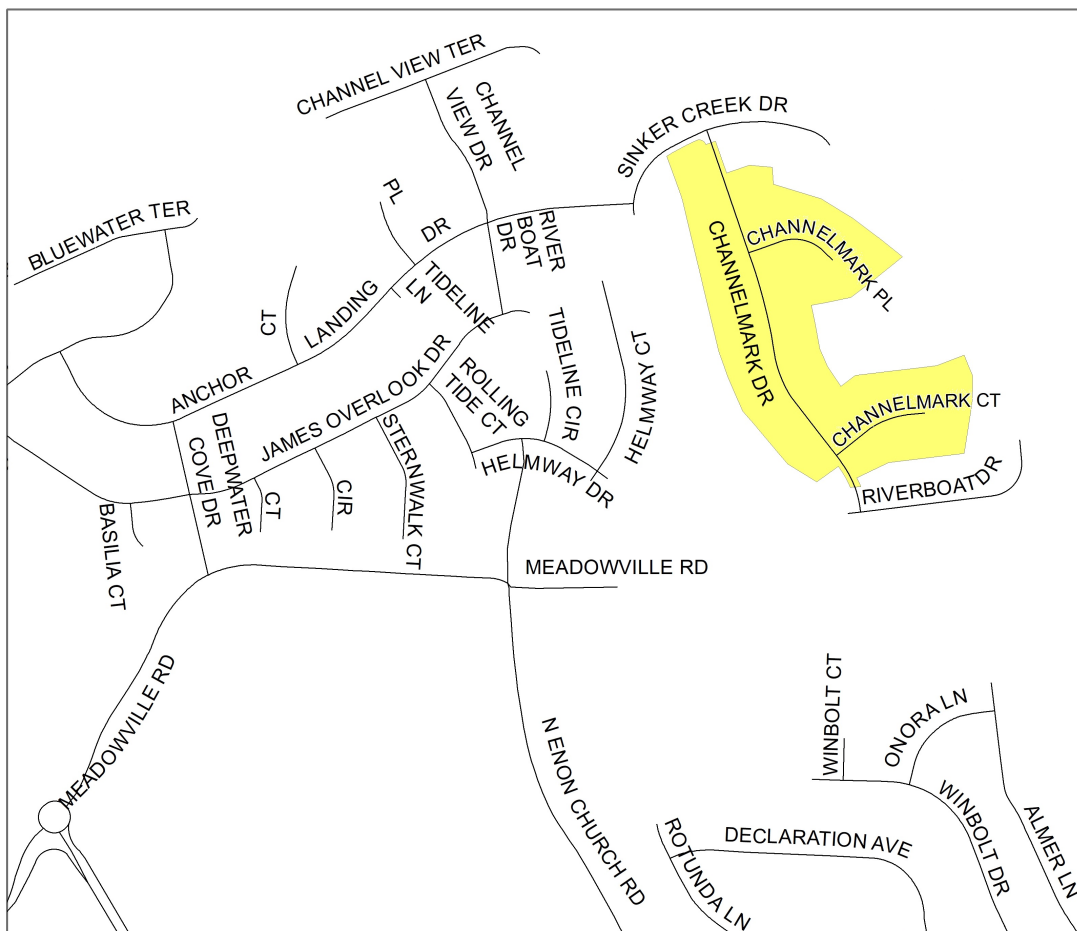 CHANNEL VIEW TER
CHANNEL
VIEW DR
SINKER CREEK DR
PL
BLUEWATER TER
DR
RIVER
BOAT
DR
CHANNELMARK PL
CHANNELMARK DR
TIDELINE
LN
LANDING
CT
ANCHOR
TIDELINE CIR
HELMWAY CT
JAMES OVERLOOK DR
ROLLING
TIDE CT
CHANNELMARK CT
DEEPWATER
COVE DR
STERNWALK CT
HELMWAY DR
RIVERBOAT DR
CT
CIR
BASILIA CT
MEADOWVILLE RD
MEADOWVILLE RD
WINBOLT CT
ONORA LN
N ENON CHURCH RD
WINBOLT DR
ALMER LN
DECLARATION AVE
ROTUNDA LN